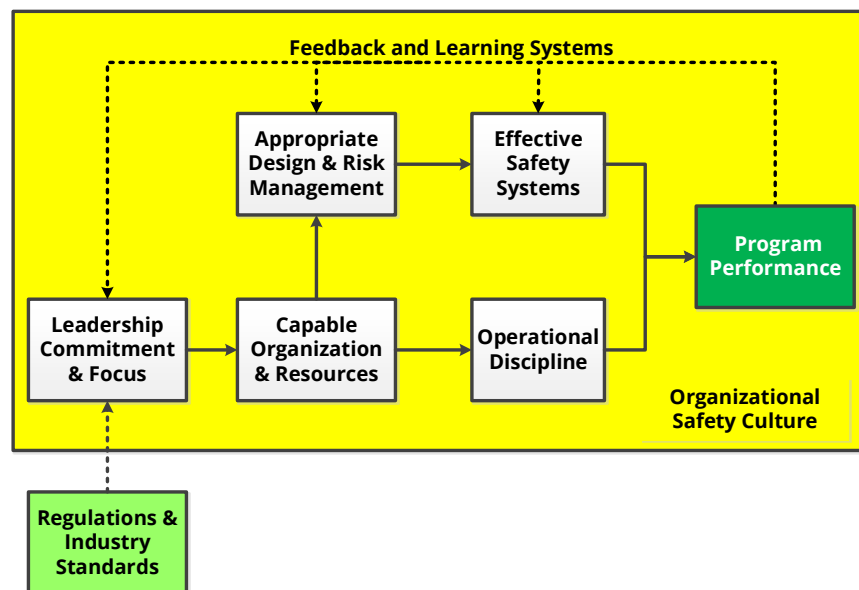 Feedback and Learning Systems
Appropriate
Design & Risk
Management
Effective
Safety
Systems
Program
Performance
Leadership
Commitment
& Focus
Capable
Organization
& Resources
Operational
Discipline
Organizational
Safety Culture
Regulations &
Industry
Standards